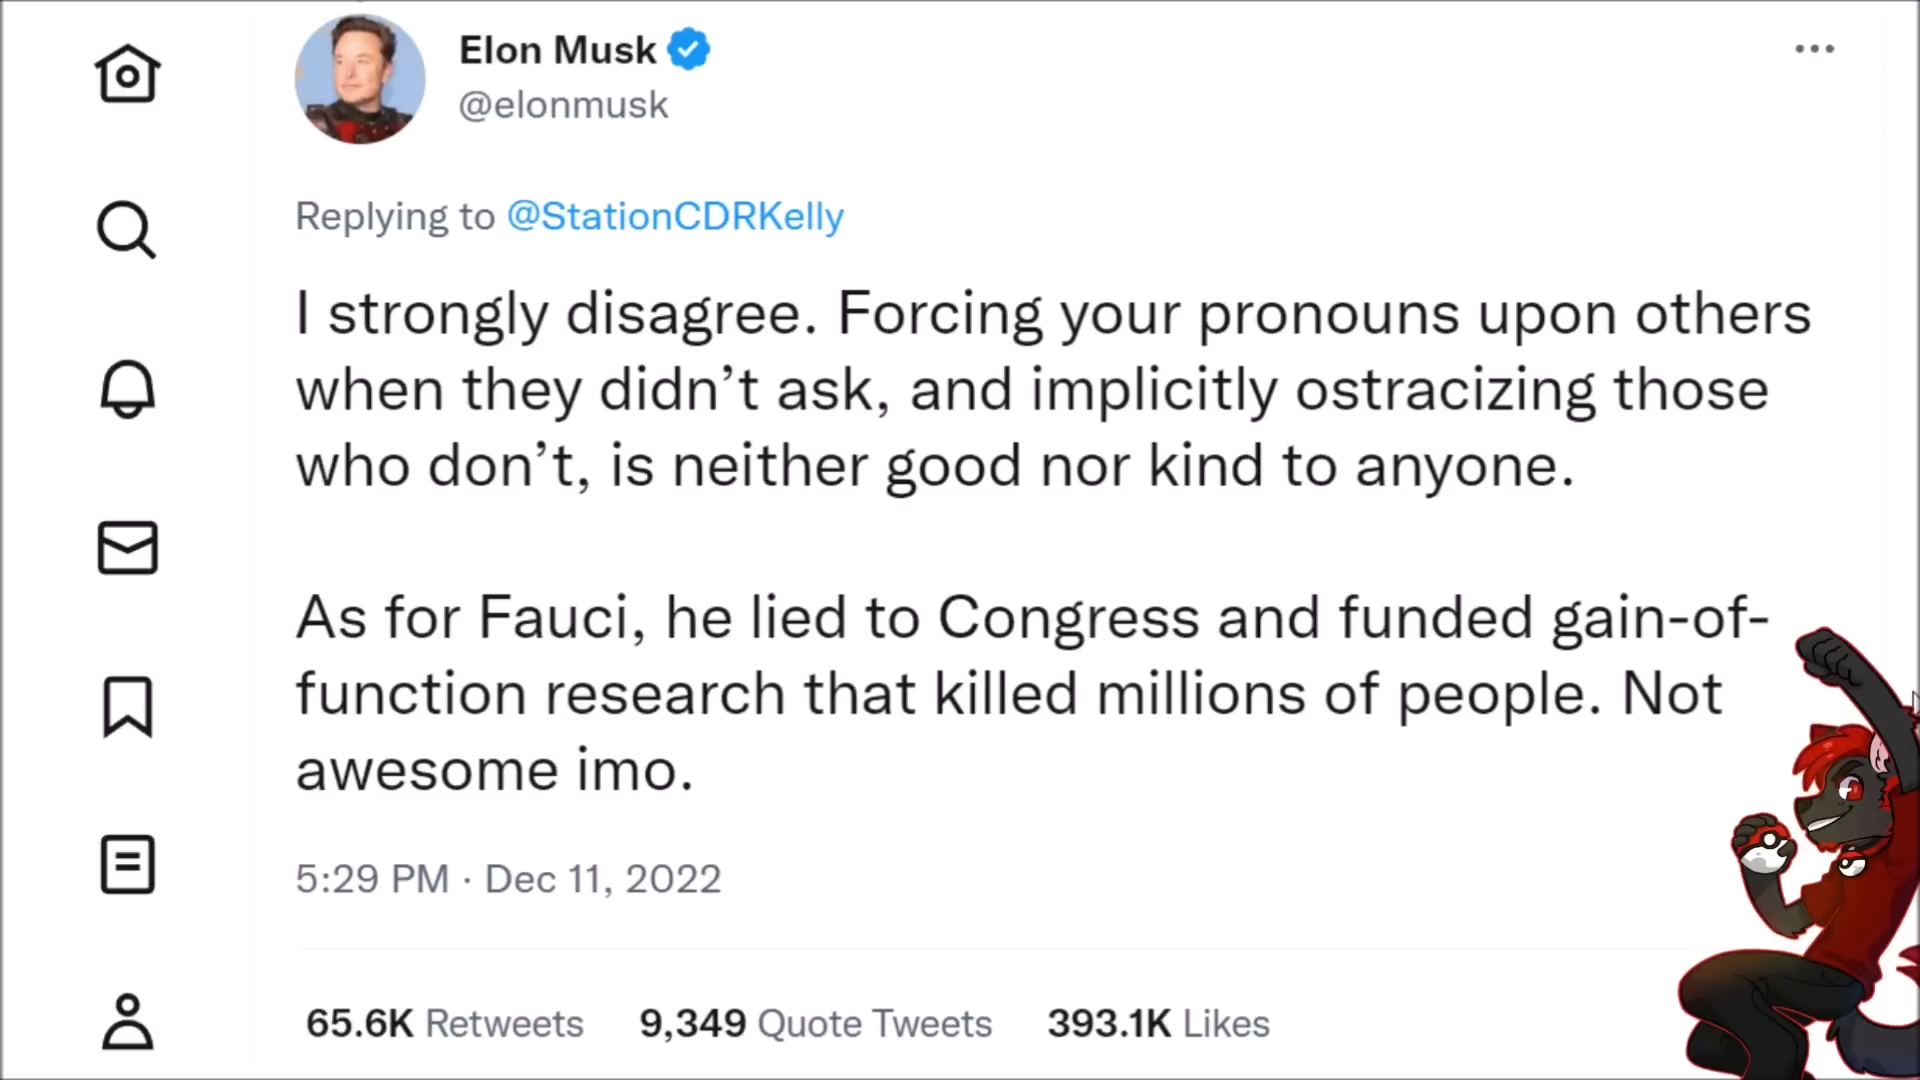 Elon Musk
@elonmusk
Replying to @StationCDRKelly
I strongly disagree. Forcing your pronouns upon others
when they didn’t ask, and implicitly ostracizing those
who don’t, is neither good nor kind to anyone.
As for Fauci, he lied to Congress and funded gain-of-
function research that killed millions of people. Not
awesome imo.
5:29 PM · Dec 11, 2022
65.6K Retweets 9,349 Quote Tweets 393.1K Likes